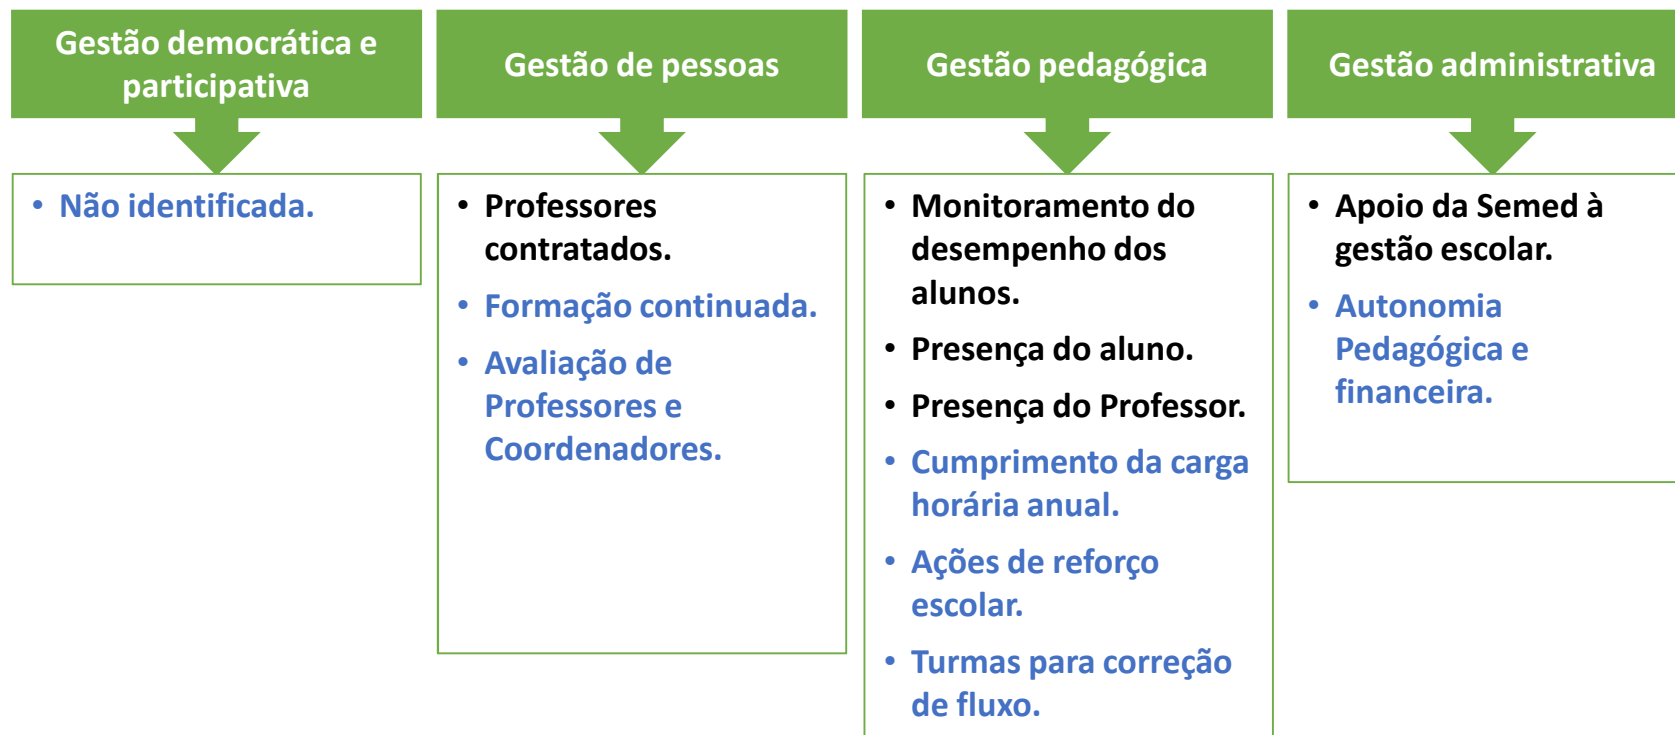 Gestão democrática e
participativa
• Não identificada.
Gestão de pessoas
• Professores
contratados.
• Formação continuada.
• Avaliação de
Professores e
Coordenadores.
Gestão pedagógica
• Monitoramento do
desempenho dos
alunos.
• Presença do aluno.
• Presença do Professor.
• Cumprimento da carga
horária anual.
• Ações de reforço
escolar.
• Turmas para correção
de fluxo.
Gestão administrativa
• Apoio da Semed à
gestão escolar.
• Autonomia
Pedagógica e
financeira.